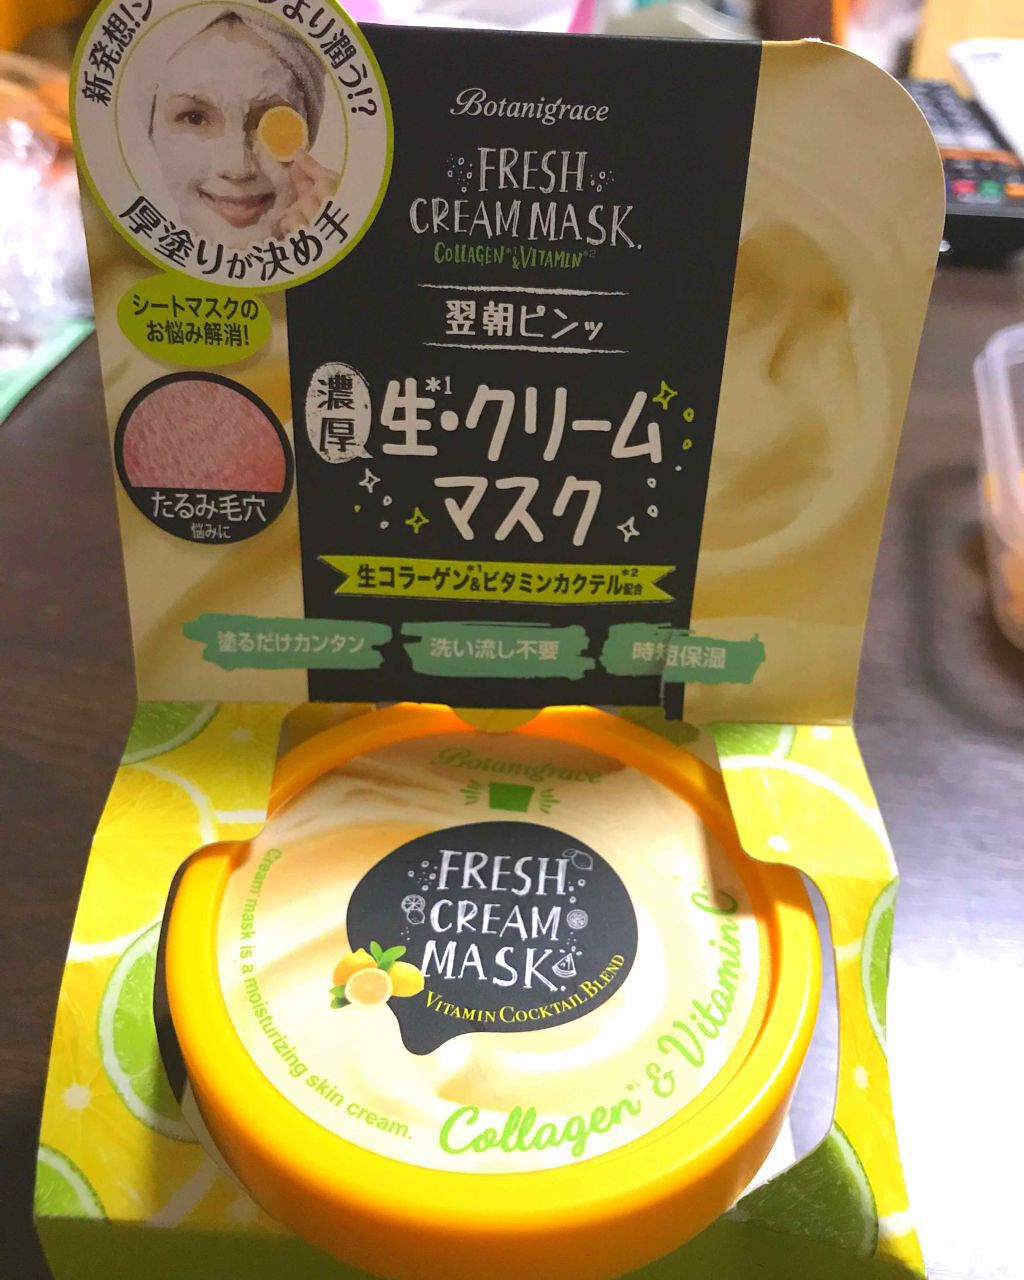 新発想!
より潤う!?
厚塗りが決め手
シートマスクの
お悩み解消!
たるみ毛穴
悩みに
Botanigrace
FRESH
CREAM MASK.
COLLAGEN*1 & VITAMIN*2
翌朝ピンッ
濃厚
生*1・クリーム
マスク
生コラーゲン*1&ビタミンカクテル*2配合
塗るだけカンタン
洗い流し不要
時短保湿
Botanigrace
FRESH
CREAM
MASK.
VITAMIN COCKTAIL BLEND
Cream mask is a moisturizing skin cream.
Collagen*1 & Vitamin C